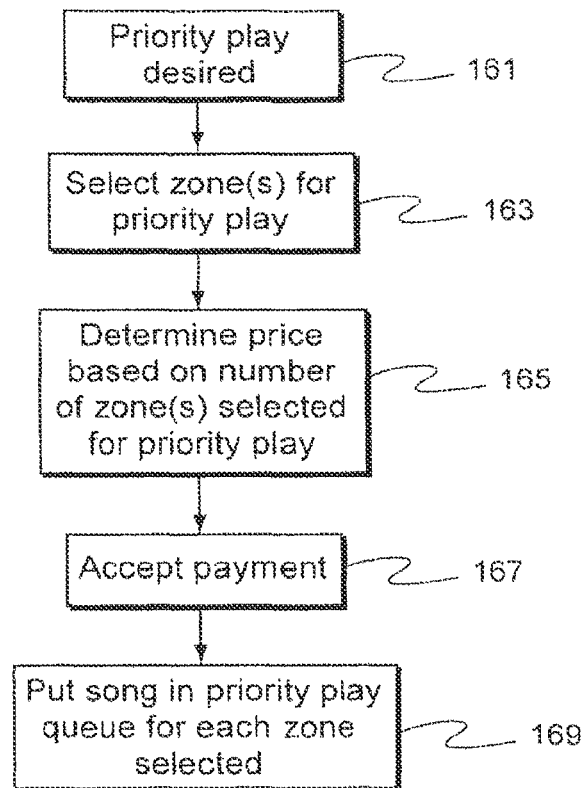 Priority play
desired
161
Select zone(s) for
priority play
163
Determine price
based on number
of zone(s) selected
for priority play
165
Accept payment
167
Put song in priority play
queue for each zone
selected
169